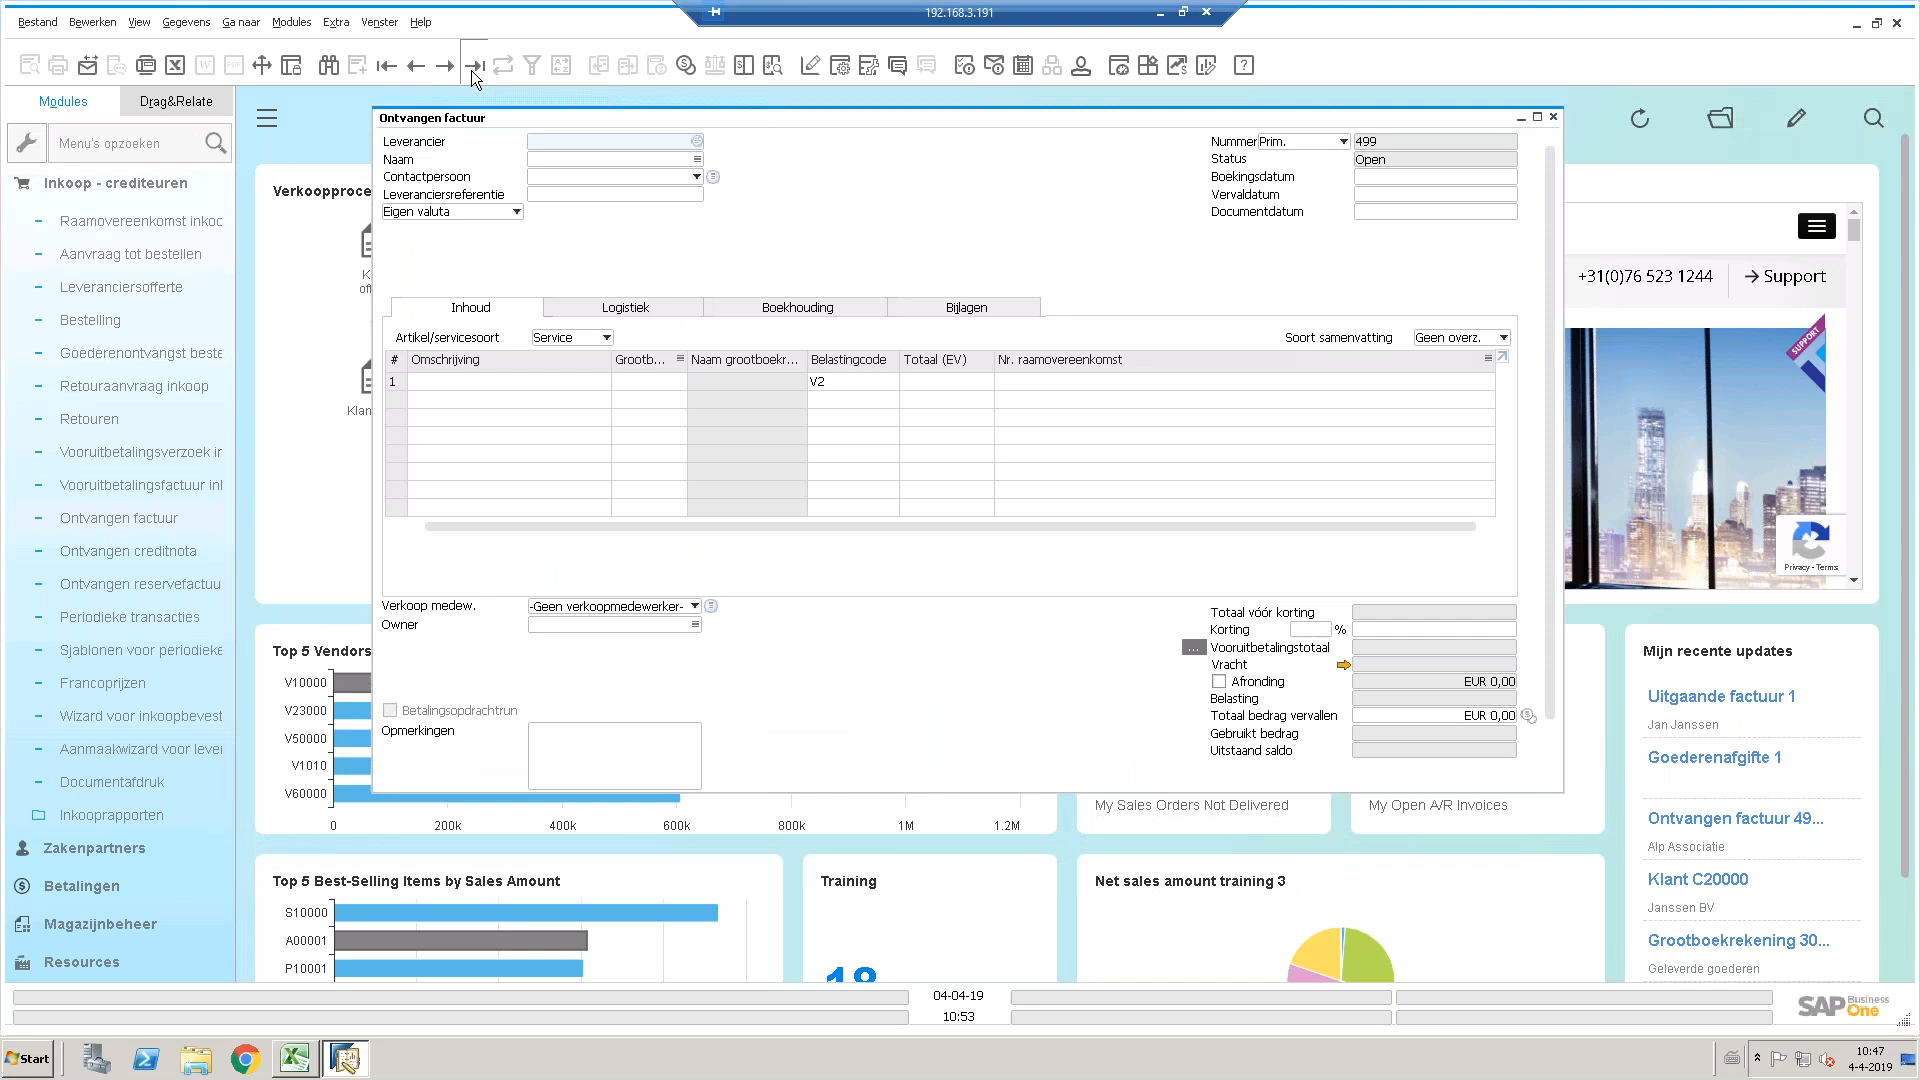 192.168.3.191
Bestand Bewerken View Gegevens Ga naar Modules Extra Venster Help
Modules
Drag&Relate
Menu's opzoeken
Inkoop - crediteuren
Raamovereenkomst inkoc
Aanvraag tot bestellen
Leveranciersofferte
Bestelling
Goederenontvangst beste
Retouraanvraag inkoop
Retouren
Vooruitbetalingsverzoek ir
Vooruitbetalingsfactuur inl
Ontvangen factuur
Ontvangen creditnota
Ontvangen reservefactuu
Periodieke transacties
Sjablonen voor periodieke
Francoprijzen
Wizard voor inkoopbevest
Aanmaakwizard voor lever
Documentafdruk
Inkooprapporten
Zakenpartners
Betalingen
Magazijnbeheer
Resources
Verkoopproce
K
off
Klan
Ontvangen factuur
Leverancier
Naam
Contactpersoon
Leveranciersreferentie
Eigen valuta
Nummer Prim. 499
Status Open
Boekingsdatum
Vervaldatum
Documentdatum
Inhoud Logistiek Boekhouding Bijlagen
Artikel/servicesoort Service
Soort samenvatting Geen overz.
# Omschrijving Grootb... Naam grootboekr... Belastingcode Totaal (EV) Nr. raamovereenkomst
1 V2
Verkoop medew. -Geen verkoopmedewerker-
Owner
Betalingsopdrachtrun
Opmerkingen
Totaal vóór korting
Korting %
... Vooruitbetalingstotaal
Vracht
Afronding EUR 0,00
Belasting
Totaal bedrag vervallen EUR 0,00
Gebruikt bedrag
Uitstaand saldo
+31(0)76 523 1244 Support
SUPPORT
Privacy - Terms
Top 5 Vendors
V10000
V23000
V50000
V1010
V60000
0 200k 400k 600k 800k 1M 1.2M
My Sales Orders Not Delivered
My Open A/R Invoices
Top 5 Best-Selling Items by Sales Amount
S10000
A00001
P10001
Training
18
Net sales amount training 3
Mijn recente updates
Uitgaande factuur 1
Jan Janssen
Goederenafgifte 1
Ontvangen factuur 49...
Alp Associatie
Klant C20000
Janssen BV
Grootboekrekening 30...
Geleverde goederen
04-04-19
10:53
SAP Business One
Start
10:47
4-4-2019